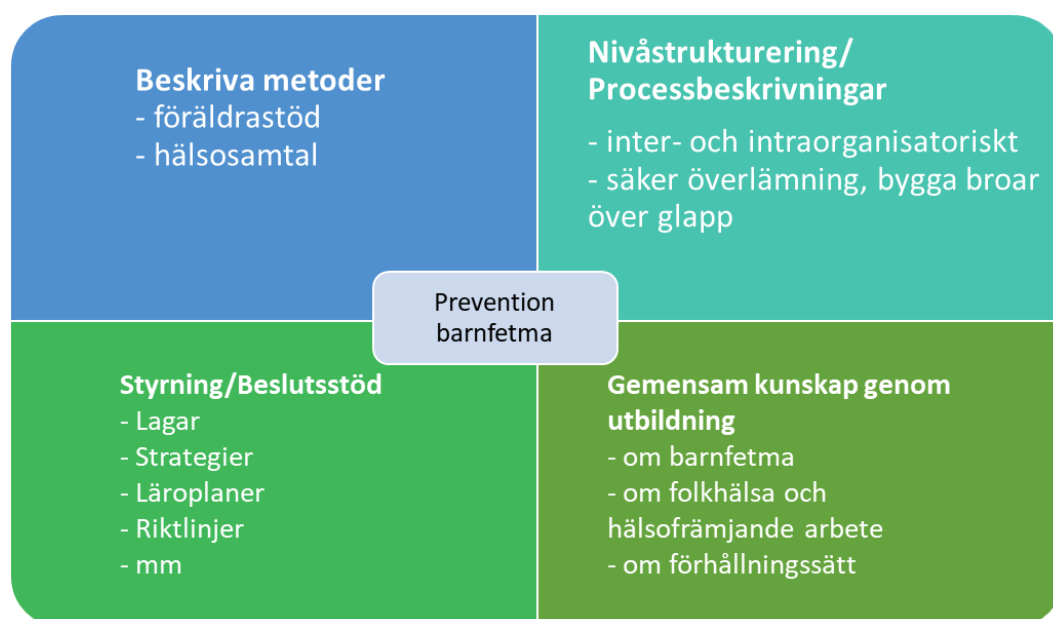 Beskriva metoder
- föräldrastöd
- hälsosamtal
Nivåstrukturering/
Processbeskrivningar
- inter- och intraorganisatoriskt
- säker överlämning, bygga broar
över glapp
Prevention
barnfetma
Styrning/Beslutsstöd
- Lagar
- Strategier
- Läroplaner
- Riktlinjer
- mm
Gemensam kunskap genom
utbildning
- om barnfetma
- om folkhälsa och
hälsofrämjande arbete
- om förhållningssätt